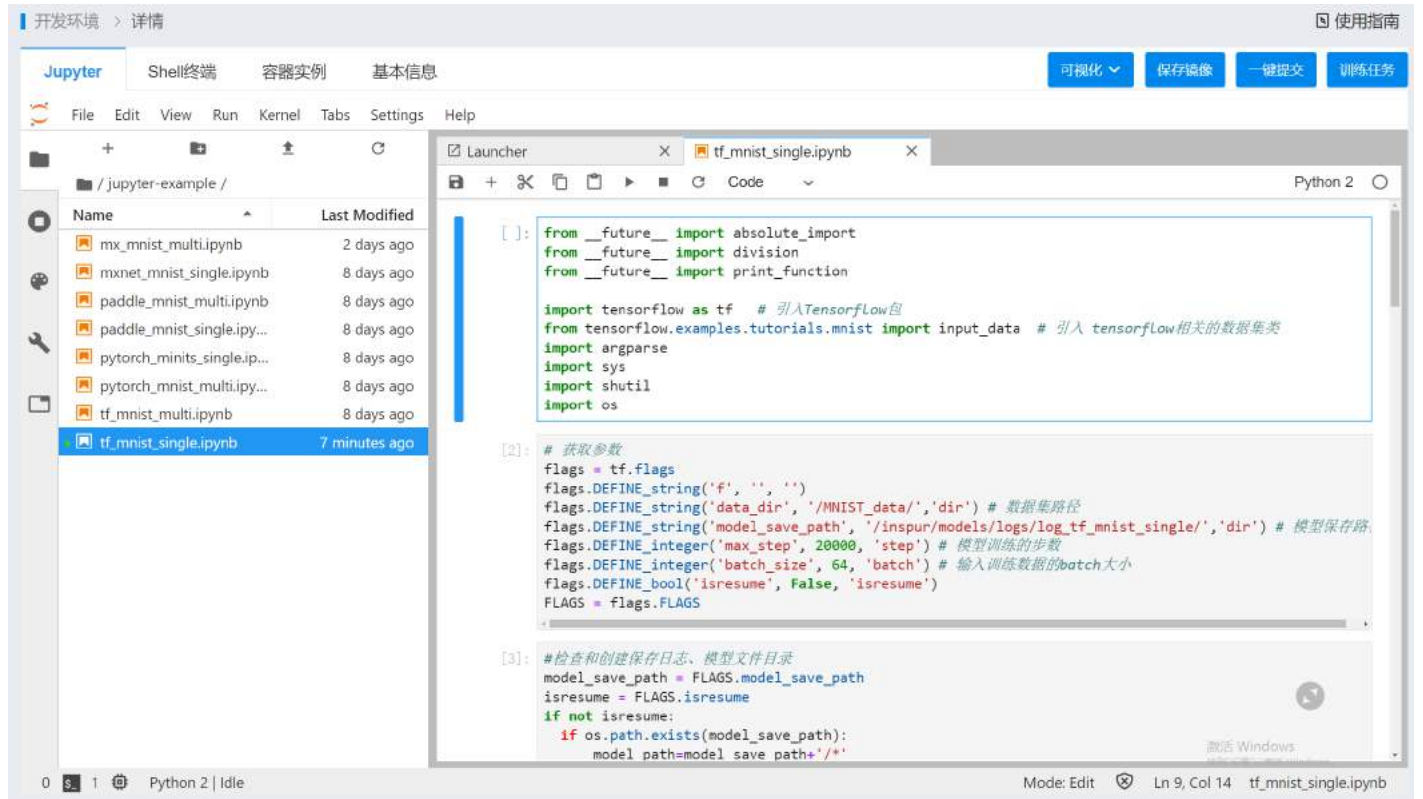 开发环境 > 详情
使用指南
Jupyter Shell终端 容器实例 基本信息
可视化 保存镜像 一键提交 训练任务
File Edit View Run Kernel Tabs Settings Help
Launcher tf_mnist_single.ipynb
/ jupyter-example /
Code Python 2
Name Last Modified
mx_mnist_multi.ipynb 2 days ago
mxnet_mnist_single.ipynb 8 days ago
paddle_mnist_multi.ipynb 8 days ago
paddle_mnist_single.ipy... 8 days ago
pytorch_minits_single.ip... 8 days ago
pytorch_mnist_multi.ipy... 8 days ago
tf_mnist_multi.ipynb 8 days ago
tf_mnist_single.ipynb 7 minutes ago
[ ]: from __future__ import absolute_import
from __future__ import division
from __future__ import print_function
import tensorflow as tf # 引入Tensorflow包
from tensorflow.examples.tutorials.mnist import input_data # 引入 tensorflow相关的数据集类
import argparse
import sys
import shutil
import os
[2]: # 获取参数
flags = tf.flags
flags.DEFINE_string('f', '', '')
flags.DEFINE_string('data_dir', '/MNIST_data/','dir') # 数据集路径
flags.DEFINE_string('model_save_path', '/inspur/models/logs/log_tf_mnist_single/','dir') # 模型保存路
flags.DEFINE_integer('max_step', 20000, 'step') # 模型训练的步数
flags.DEFINE_integer('batch_size', 64, 'batch') # 输入训练数据的batch大小
flags.DEFINE_bool('isresume', False, 'isresume')
FLAGS = flags.FLAGS
[3]: #检查和创建保存日志、模型文件目录
model_save_path = FLAGS.model_save_path
isresume = FLAGS.isresume
if not isresume:
if os.path.exists(model_save_path):
model_path=model_save_path+'/*'
激活 Windows
0 1 Python 2 | Idle Mode: Edit Ln 9, Col 14 tf_mnist_single.ipynb